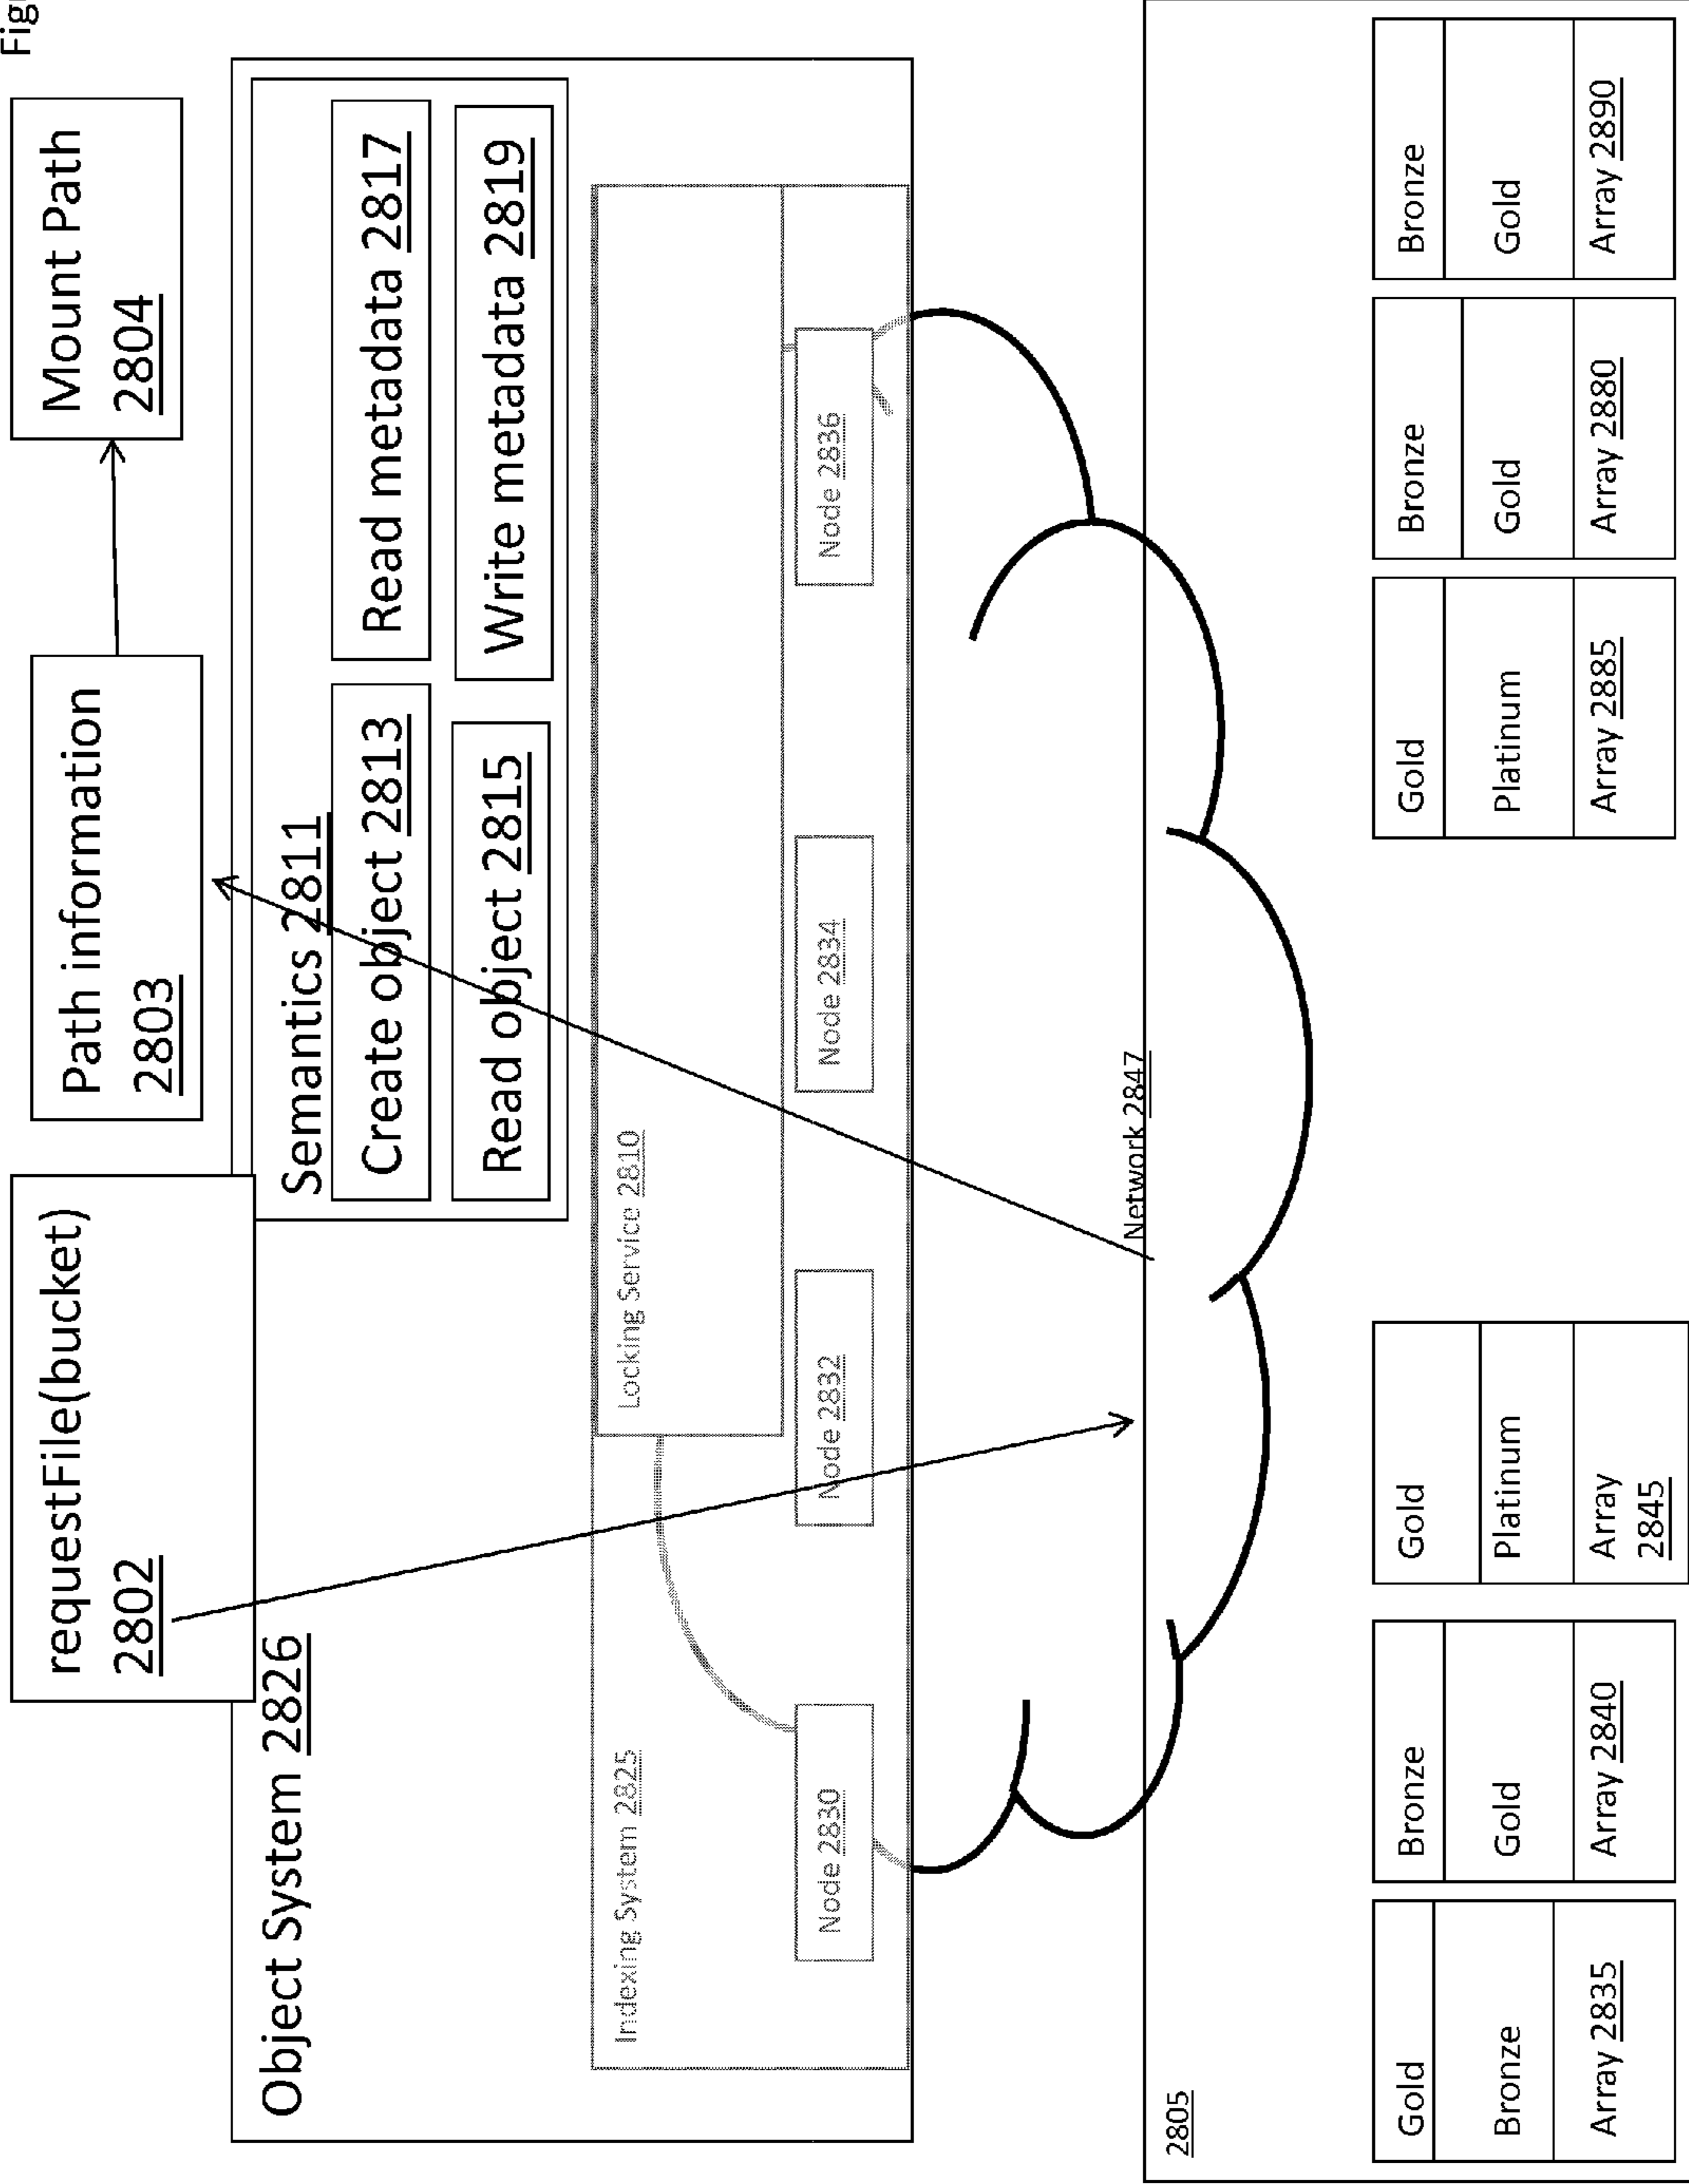 Figu
requestFile(bucket)
2802
Path information
2803
Mount Path
2804
Object System 2826
Semantics 2811
Create object 2813
Read metadata 2817
Read object 2815
Write metadata 2819
Indexing System 2825
Locking Service 2810
Node 2830
Node 2832
Node 2834
Node 2836
Network 2847
2805
Gold
Bronze
Array 2835
Bronze
Gold
Array 2840
Gold
Platinum
Array
2845
Gold
Platinum
Array 2885
Bronze
Gold
Array 2880
Bronze
Gold
Array 2890